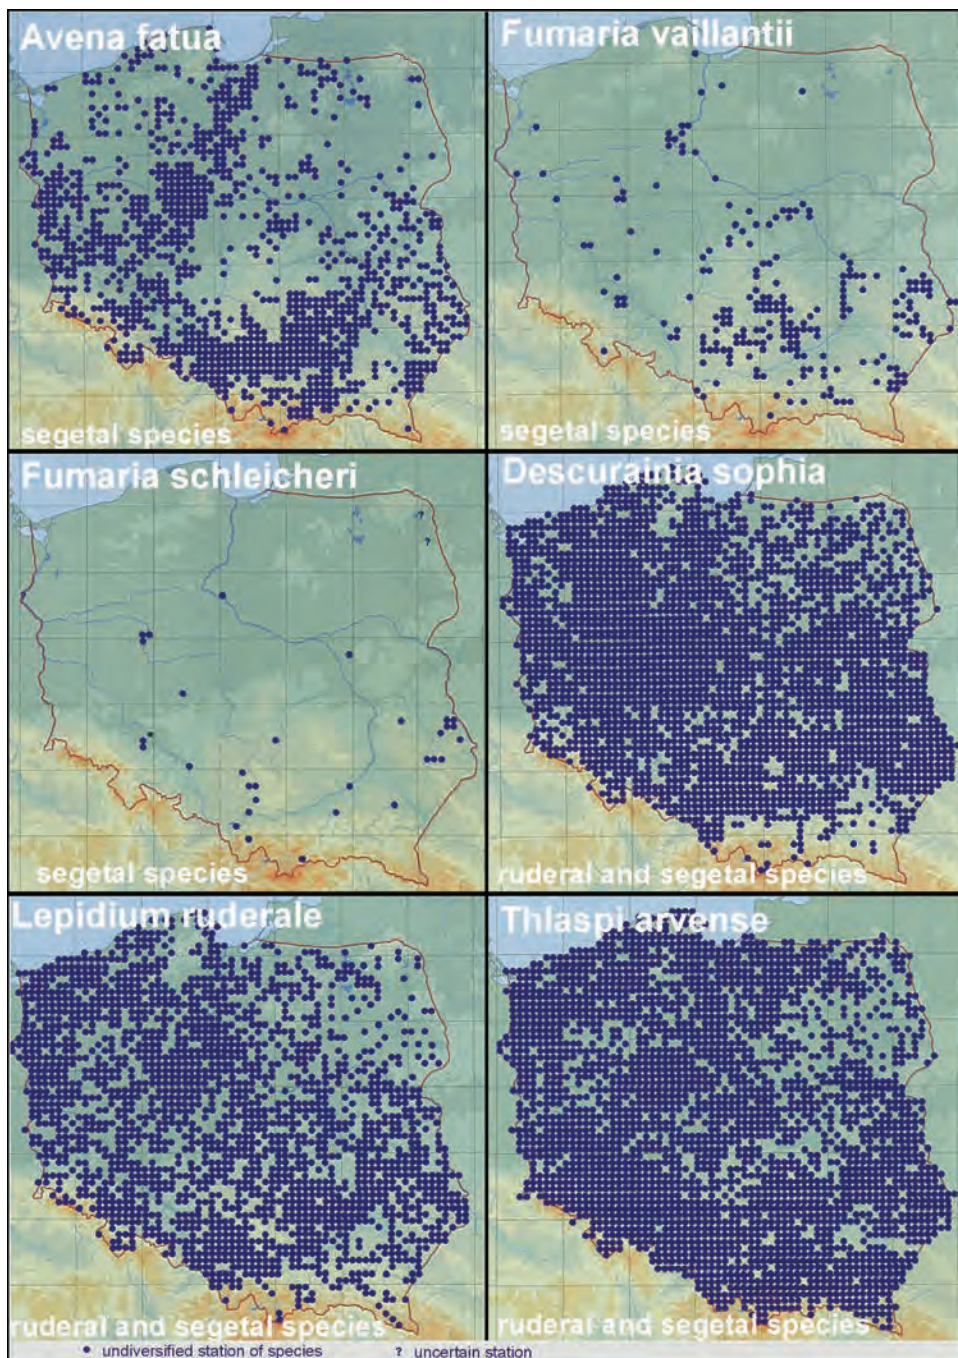 Avena fatua
Fumaria vaillantii
segetal species
segetal species
Fumaria schleicheri
Descurainia sophia
?
?
segetal species
ruderal and segetal species
Lepidium ruderale
Thlaspi arvense
ruderal and segetal species
ruderal and segetal species
undiversified station of species ? uncertain station